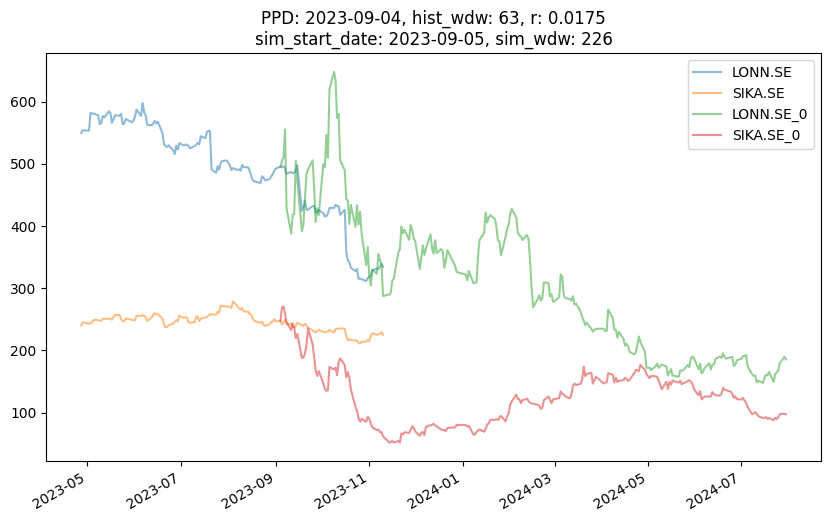 PPD: 2023-09-04, hist_wdw: 63, r: 0.0175
sim_start_date: 2023-09-05, sim_wdw: 226
LONN.SE
SIKA.SE
LONN.SE_0
SIKA.SE_0
600
500
400
300
200
100
2023-05
2023-07
2023-09
2023-11
2024-01
2024-03
2024-05
2024-07